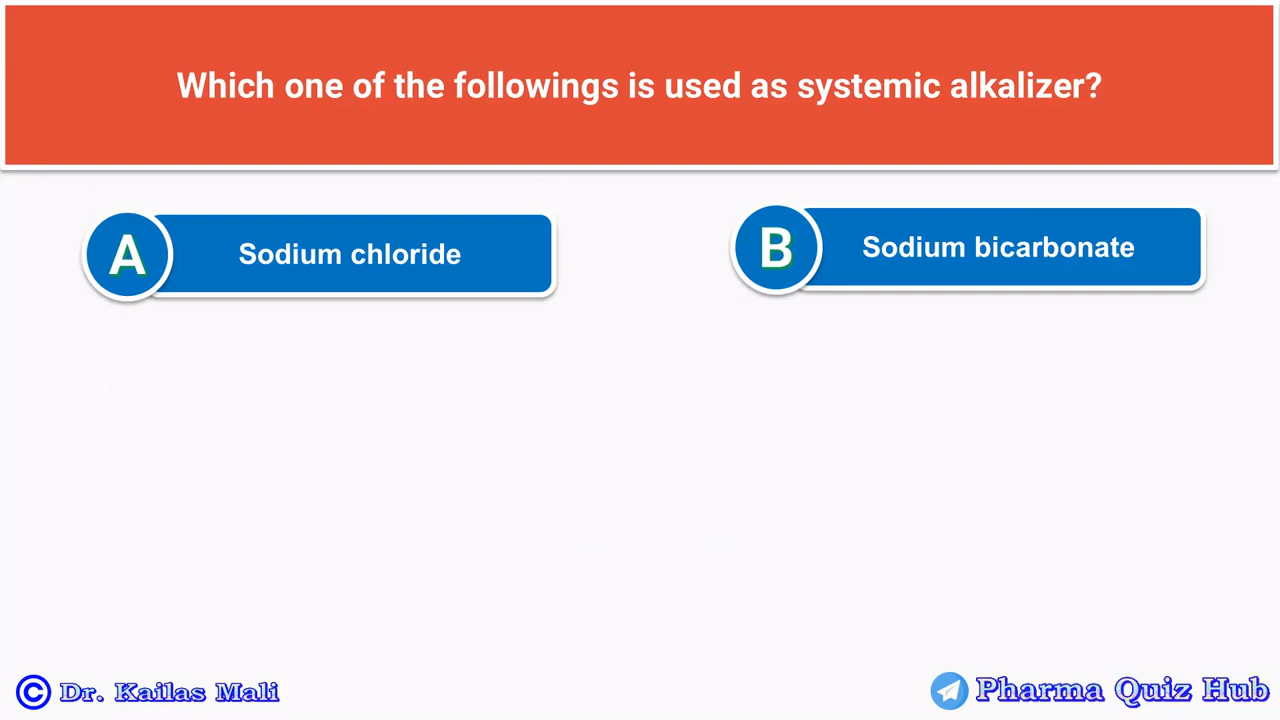 Which one of the followings is used as systemic alkalizer?
A Sodium chloride
B Sodium bicarbonate
© Dr. Kailas Mali
Pharma Quiz Hub